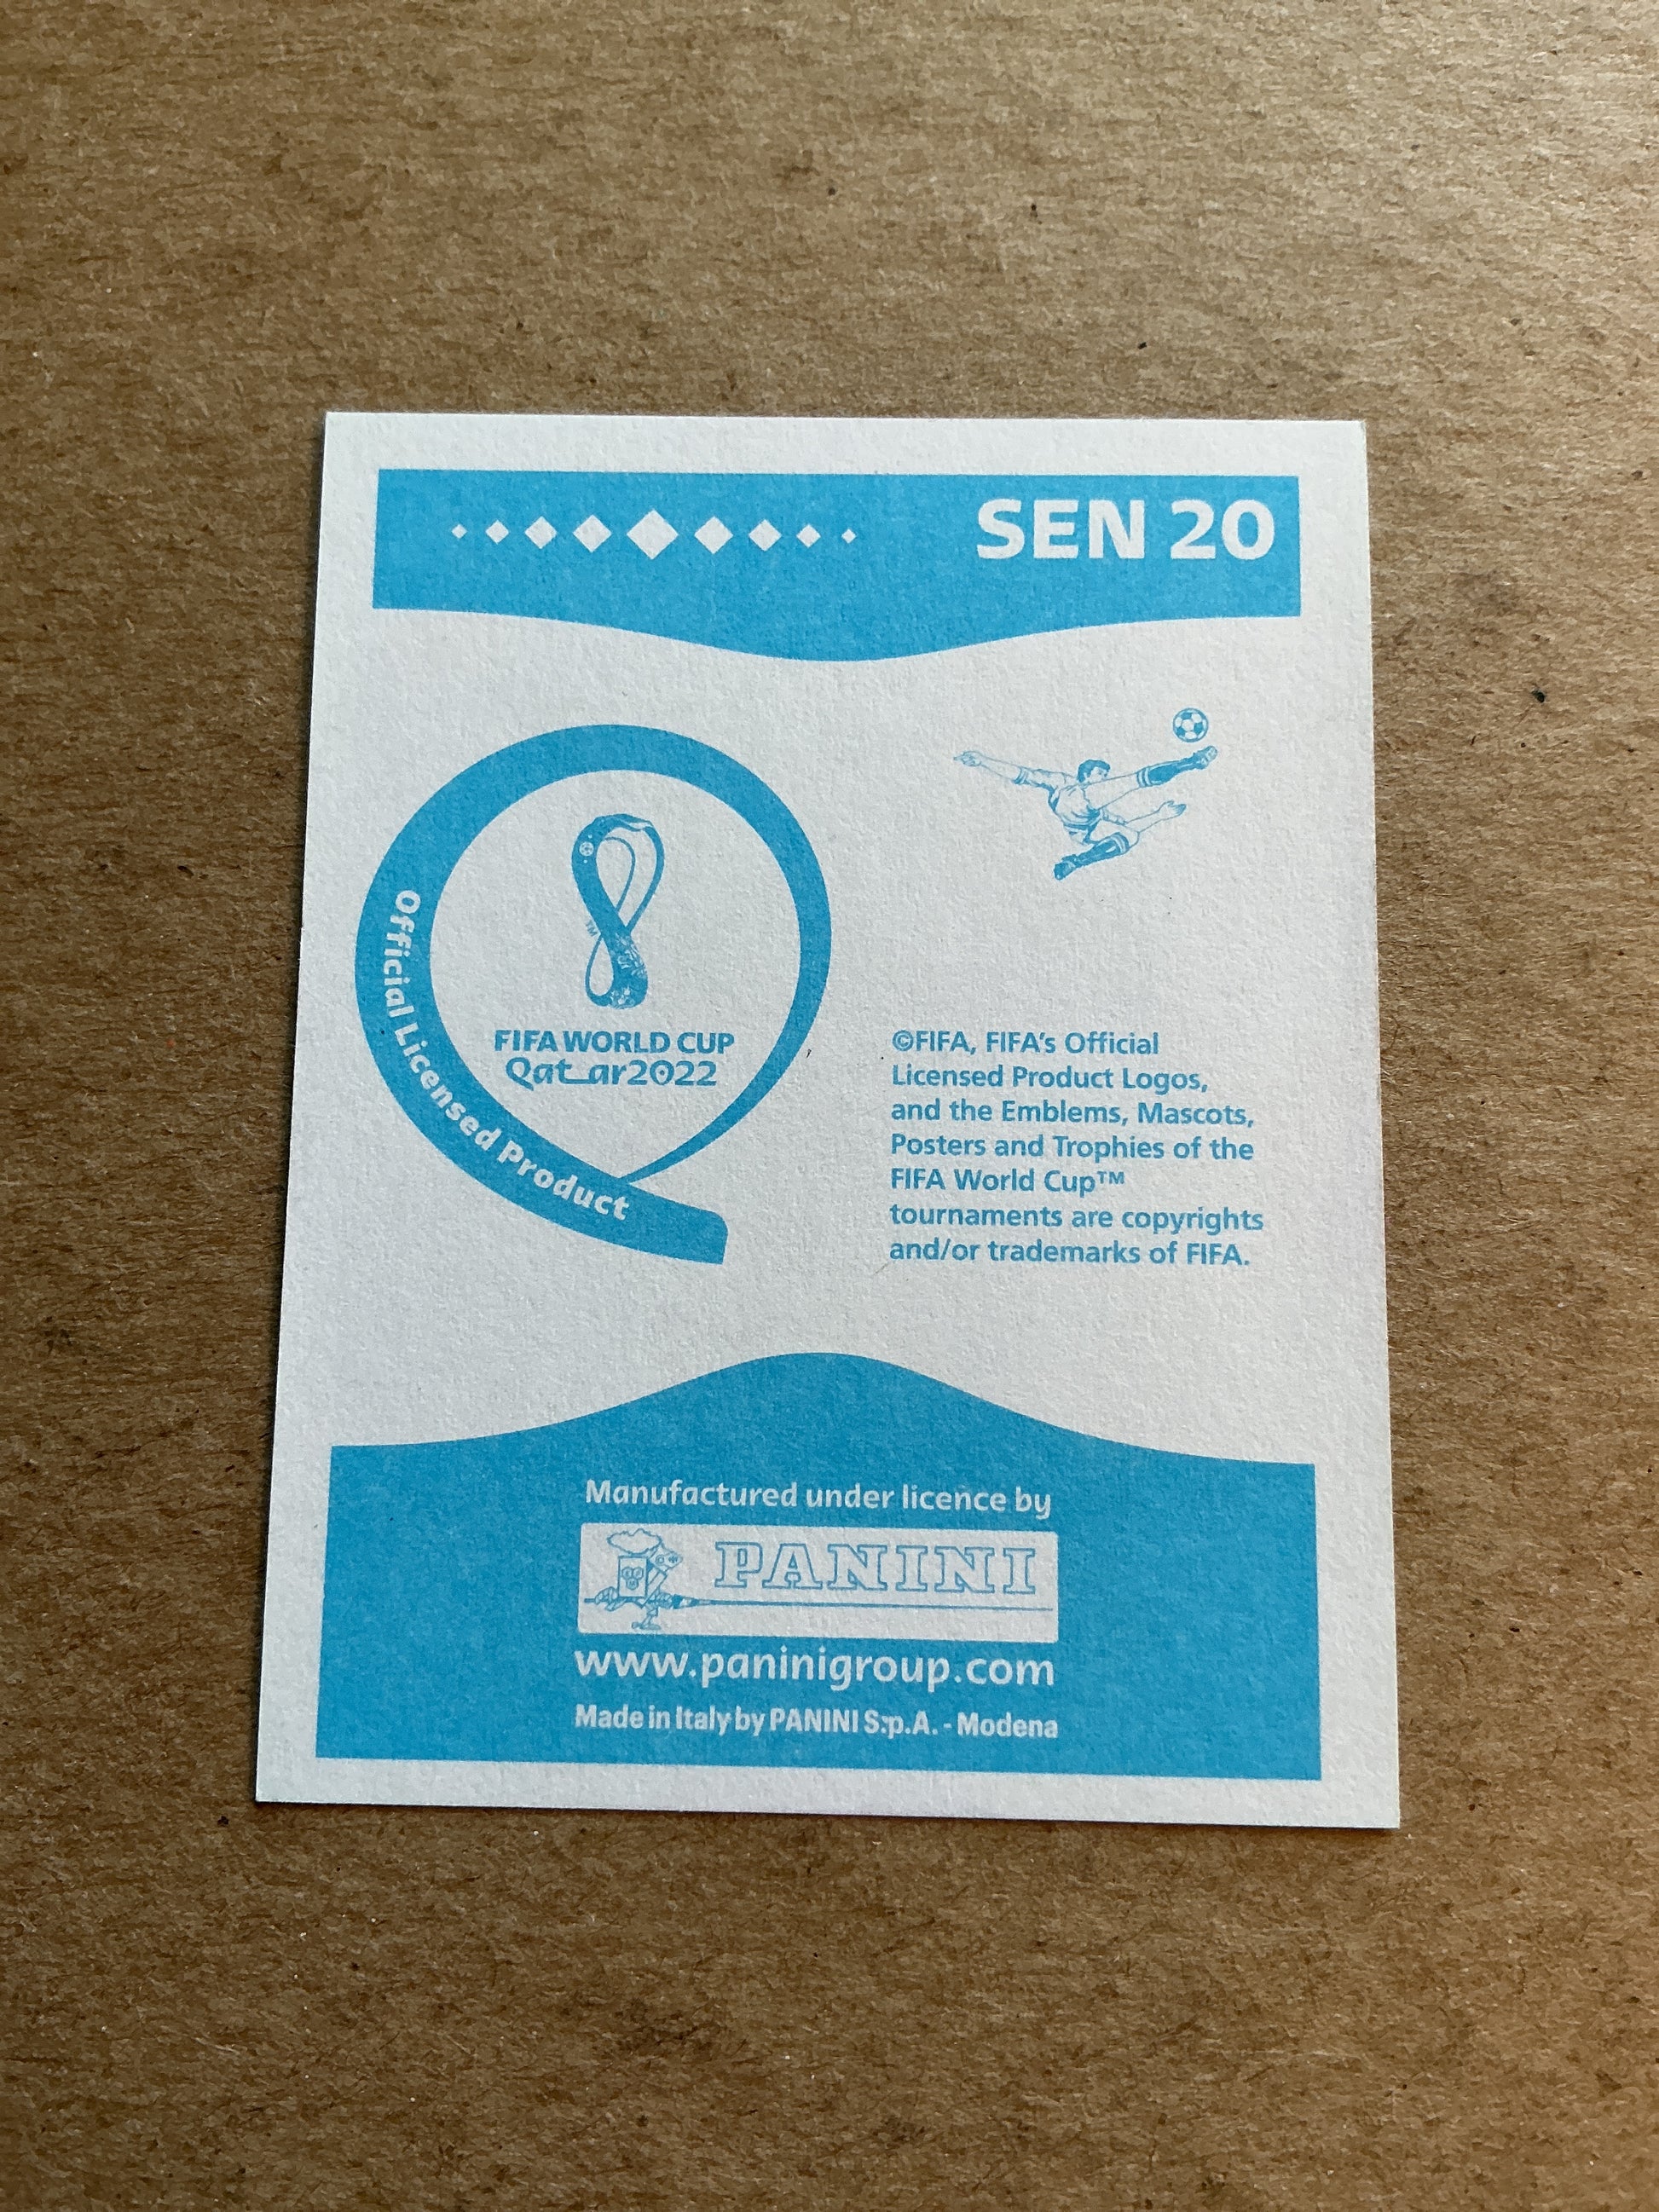 SEN 20
Official Licensed Product
TM
FIFA WORLD CUP
Qatar2022
©FIFA, FIFA's Official
Licensed Product Logos,
and the Emblems, Mascots,
Posters and Trophies of the
FIFA World Cup™
tournaments are copyrights
and/or trademarks of FIFA.
Manufactured under licence by
PANINI
www.paninigroup.com
Made in Italy by PANINI S.p.A. - Modena